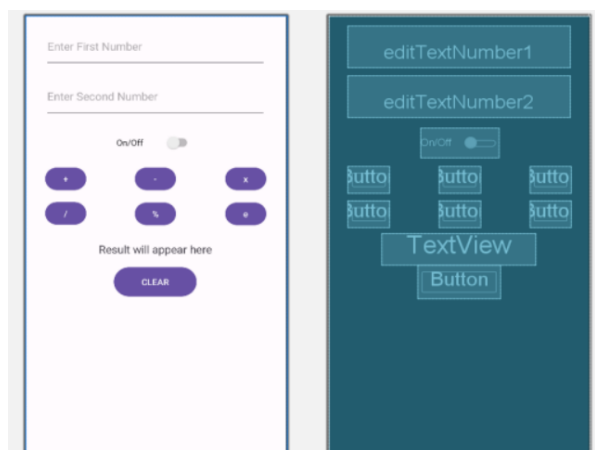 Enter First Number
Enter Second Number
On/Off
+ - x
/ % e
Result will appear here
CLEAR
editTextNumber1
editTextNumber2
On/Off
Butto Butto Butto
Butto Butto Butto
TextView
Button